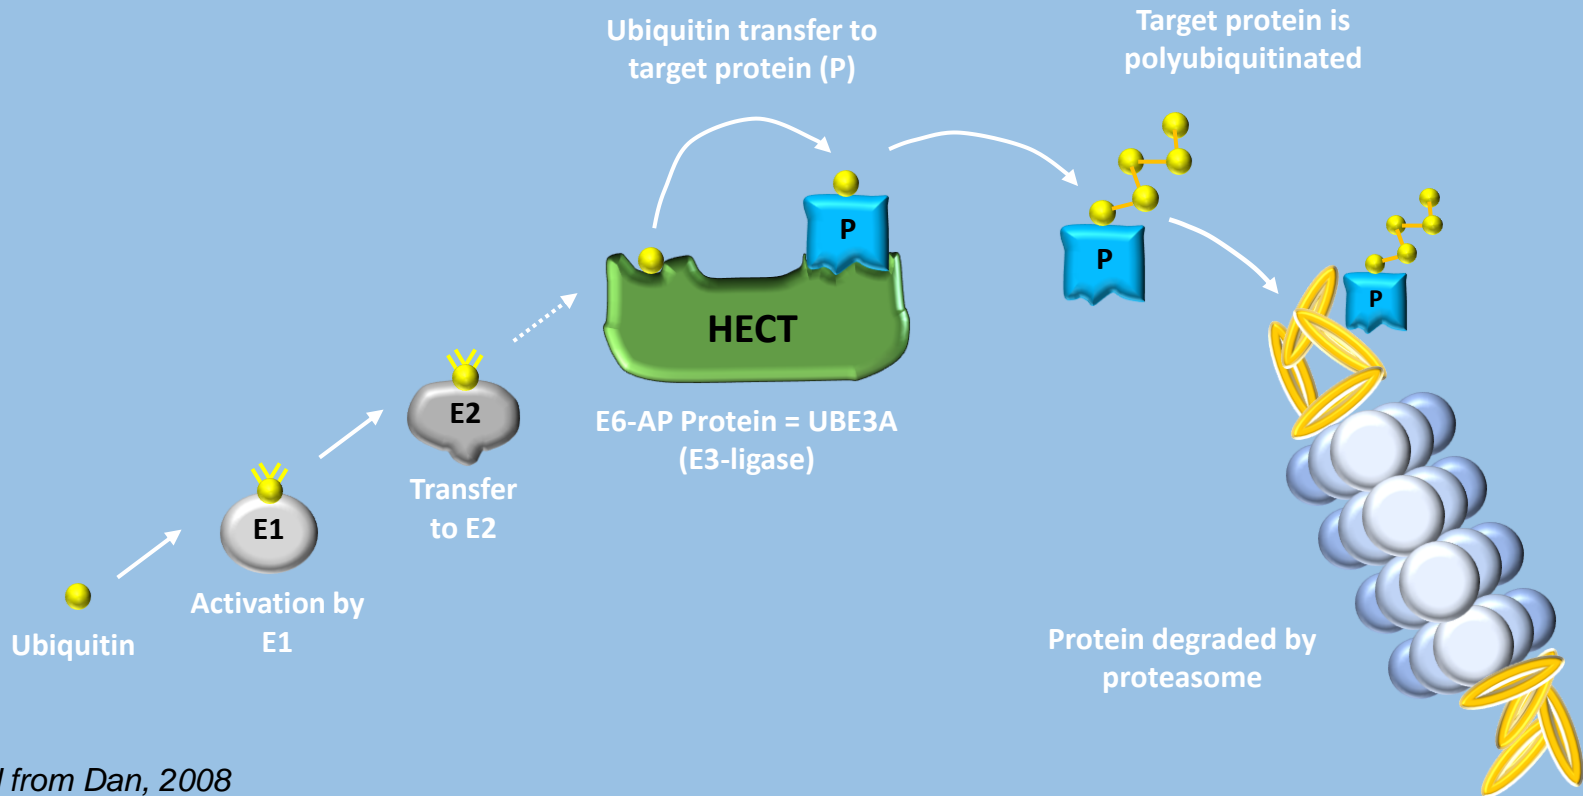 Ubiquitin
Activation by
E1
E1
Transfer
to E2
E2
HECT
E6-AP Protein = UBE3A
(E3-ligase)
Ubiquitin transfer to
target protein (P)
P
Target protein is
polyubiquitinated
P
P
Protein degraded by
proteasome
from Dan, 2008